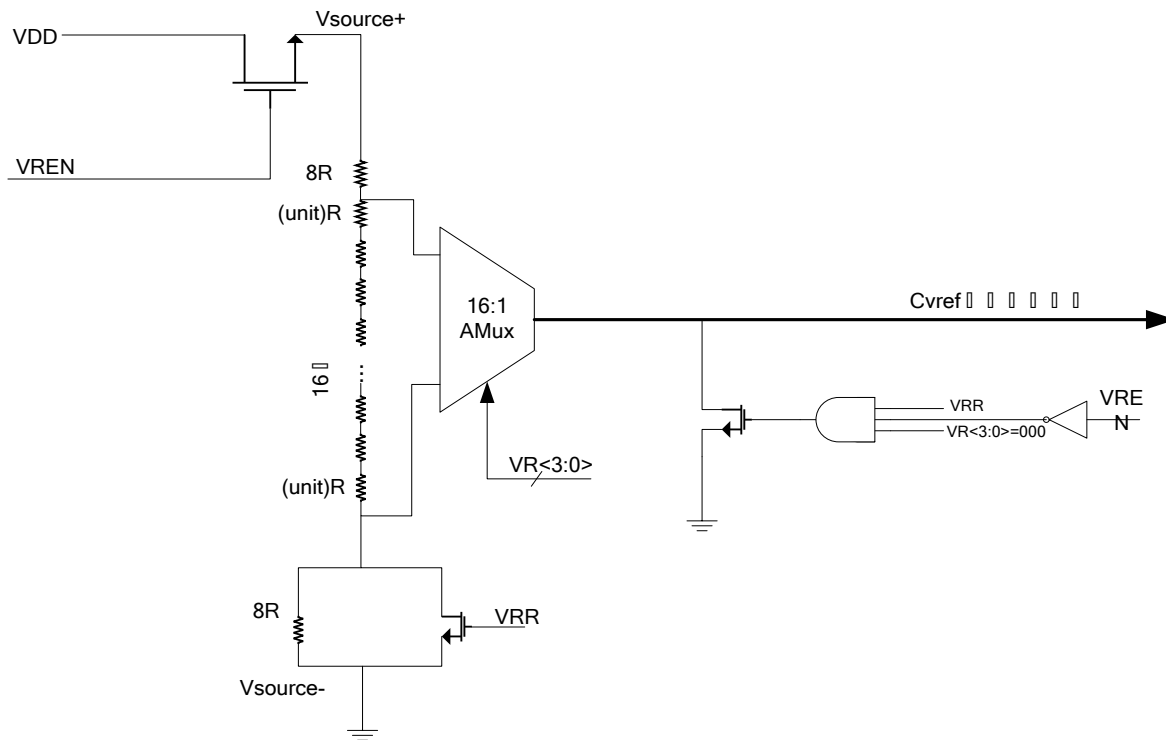 Vsource+
VDD
VREN
8R
(unit)R
16:1
AMux
Cvref
16
VRR
VRE
N
VR<3:0>=000
VR<3:0>
(unit)R
8R
VRR
Vsource-